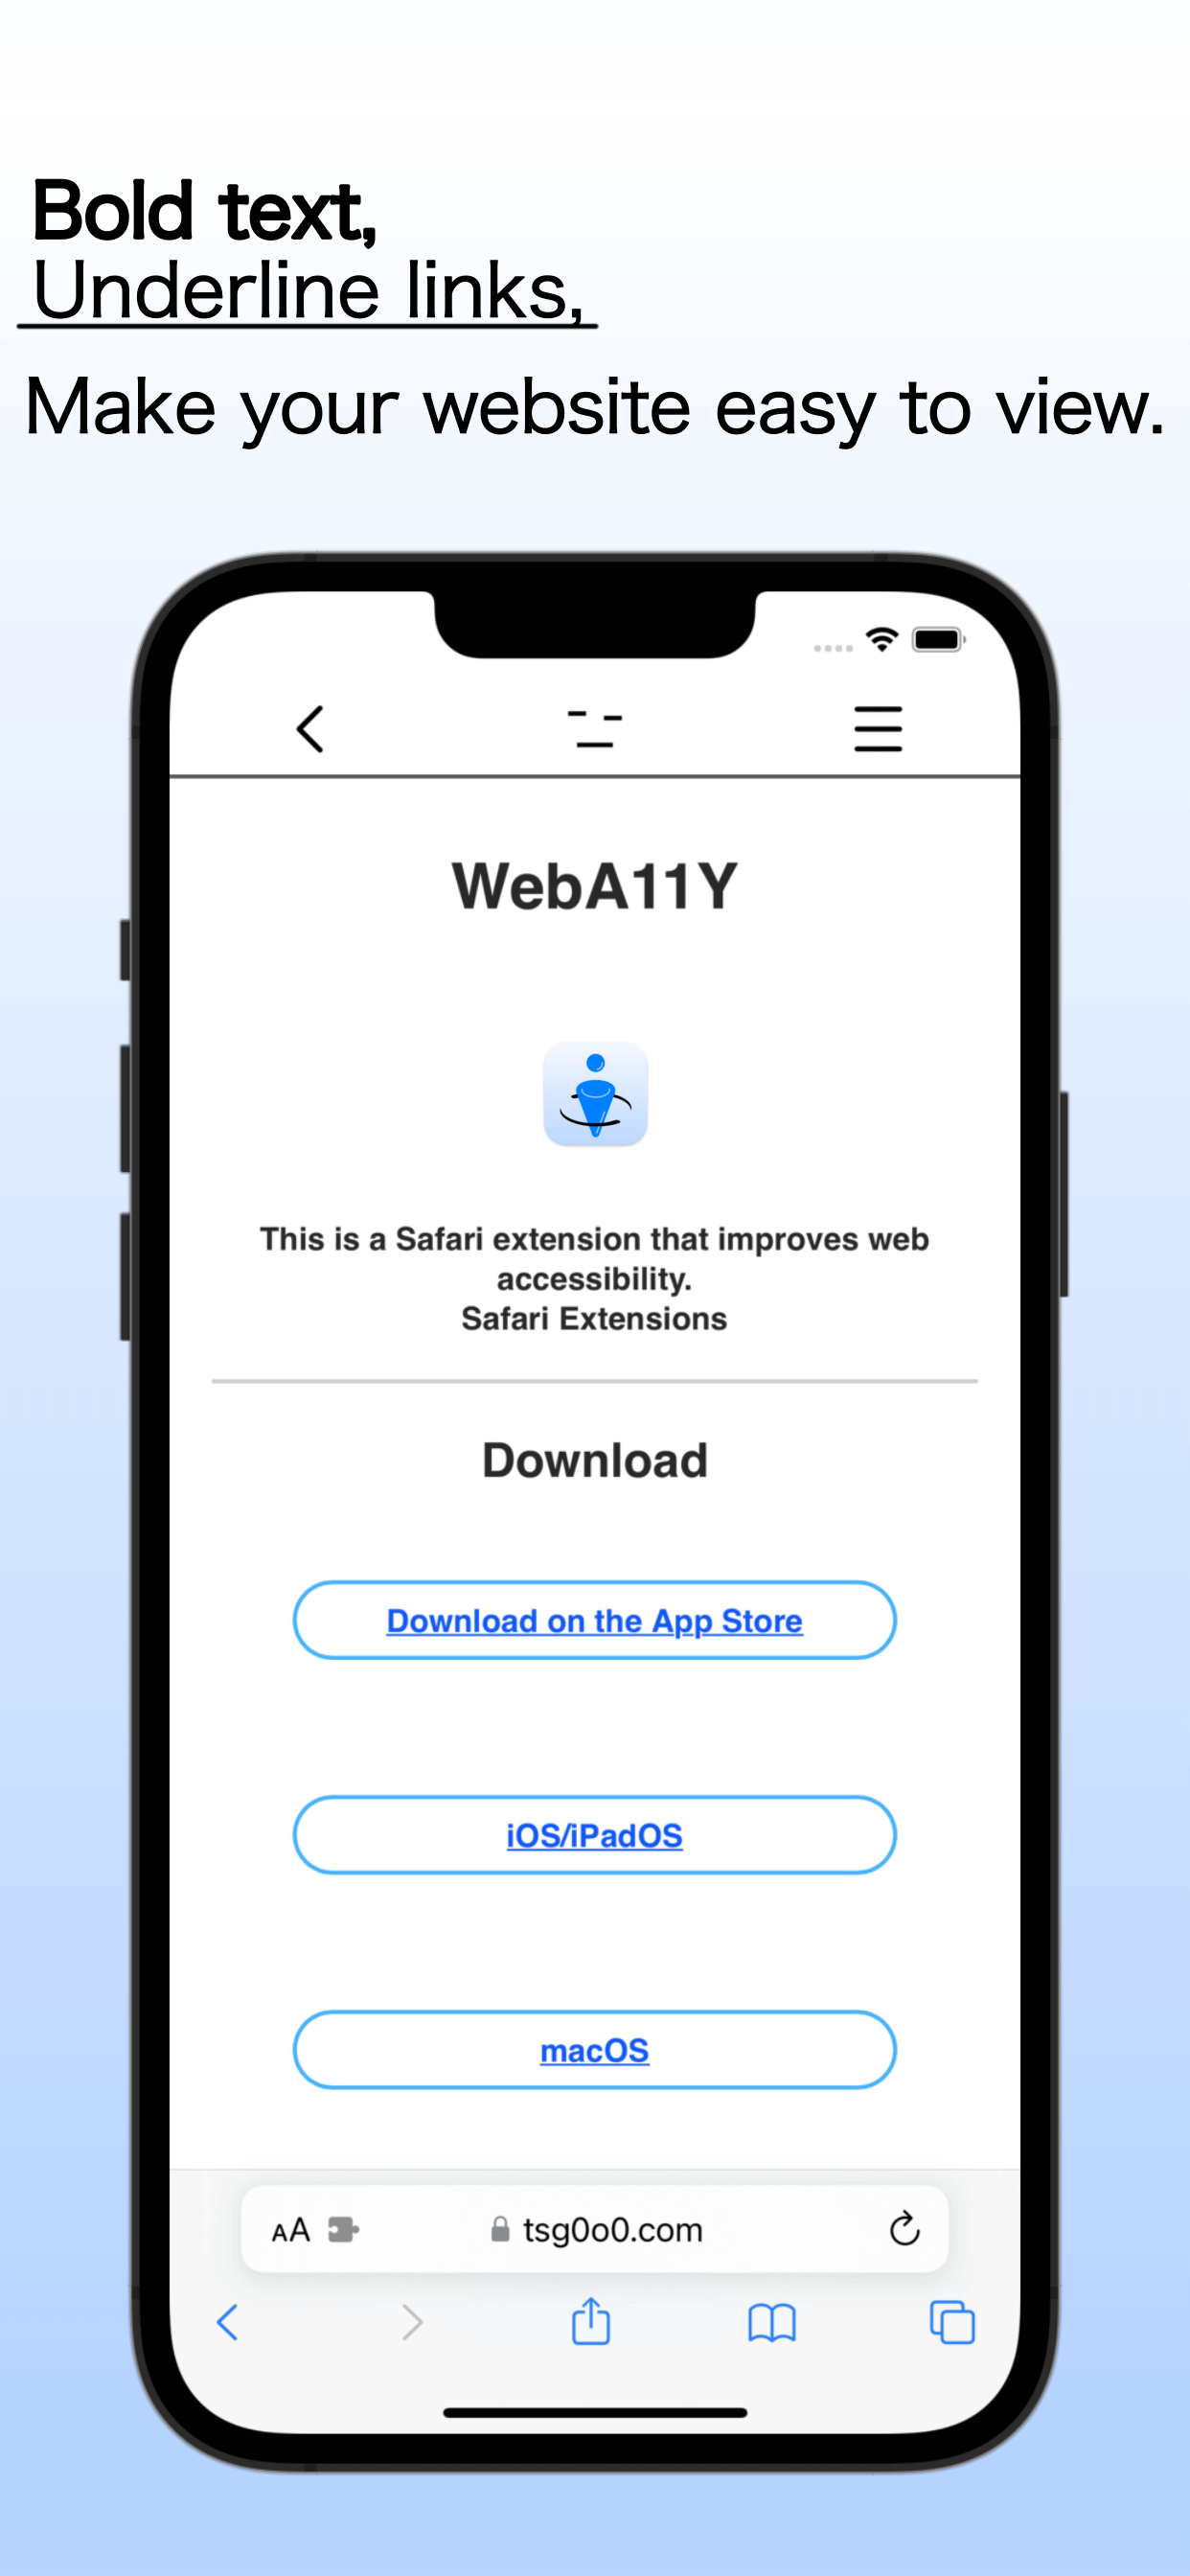 Bold text,
Underline links,
Make your website easy to view.
WebA11Y
This is a Safari extension that improves web
accessibility.
Safari Extensions
Download
Download on the App Store
iOS/iPadOS
macOS
AA
tsg0o0.com